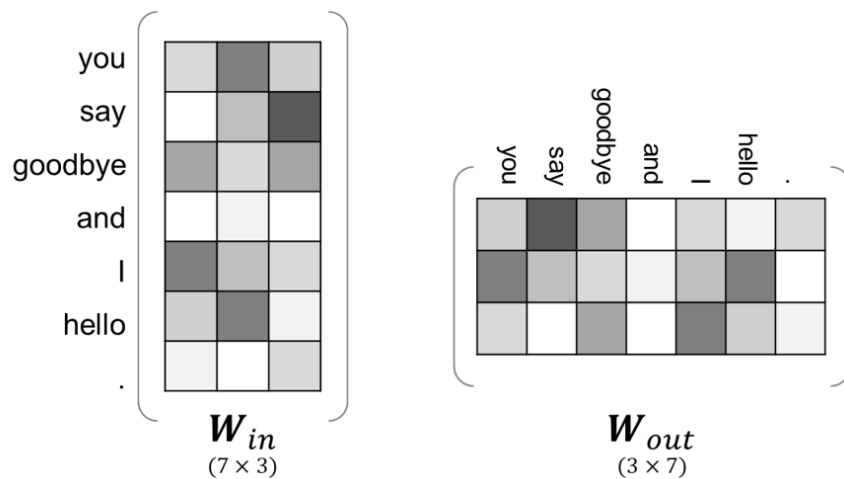 you
say
goodbye
and
I
hello
.
W_in
(7 × 3)
you
say
goodbye
and
I
hello
.
W_out
(3 × 7)